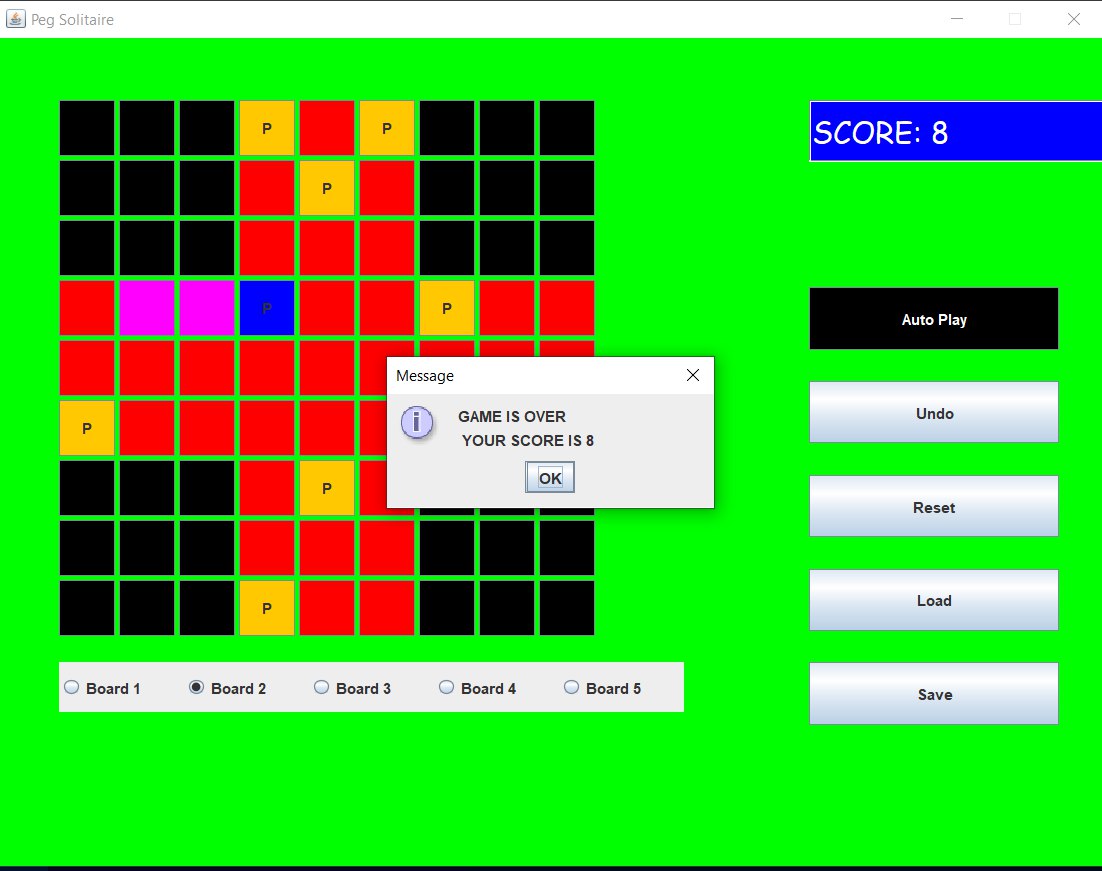 Peg Solitaire
P P
SCORE: 8
P
P P
Auto Play
Message
GAME IS OVER
YOUR SCORE IS 8
OK
Undo
P
P
Reset
P
Load
Board 1 Board 2 Board 3 Board 4 Board 5
Save